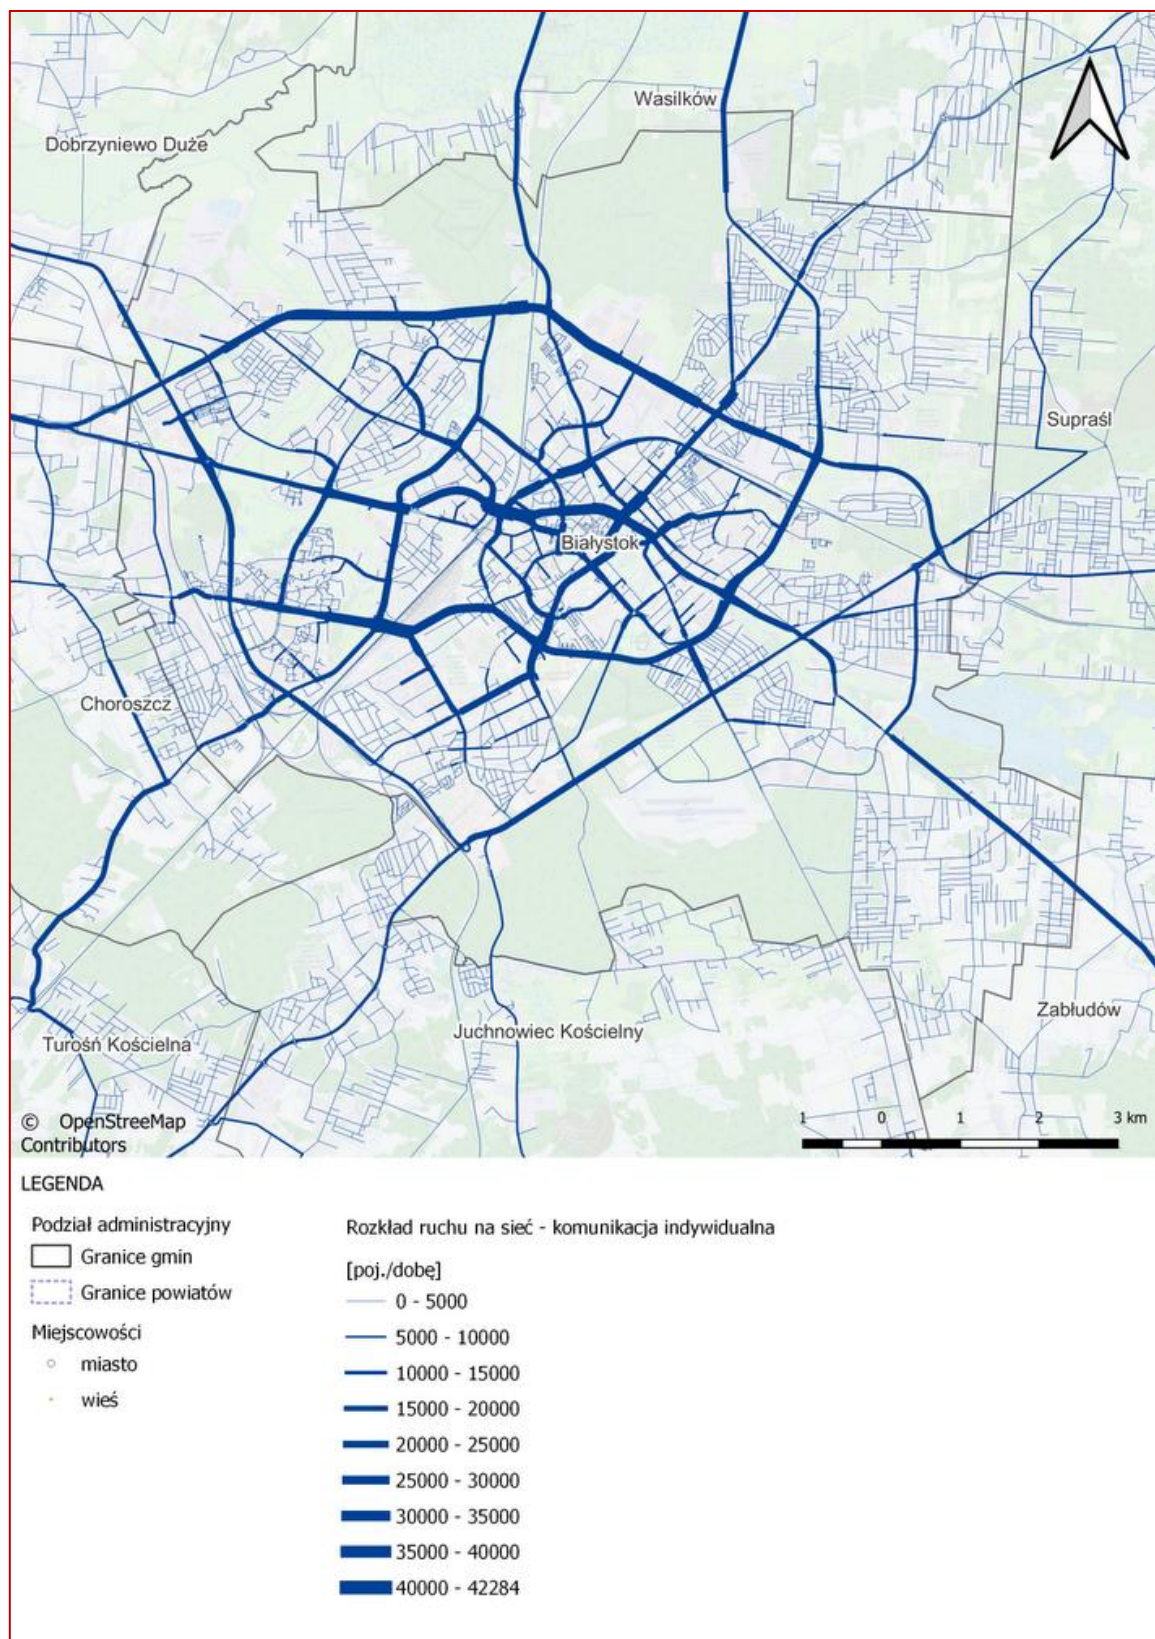 Wasilków
Dobrzyniewo Duże
Supraśl
Białystok
Choroszcz
Zabłudów
Juchnowiec Kościelny
Turośń Kościelna
© OpenStreeMap
Contributors
1 0 1 2 3 km
LEGENDA
Podział administracyjny
Granice gmin
Granice powiatów
Miejscowości
miasto
wieś
Rozkład ruchu na sieć - komunikacja indywidualna
[poj./dobę]
0 - 5000
5000 - 10000
10000 - 15000
15000 - 20000
20000 - 25000
25000 - 30000
30000 - 35000
35000 - 40000
40000 - 42284